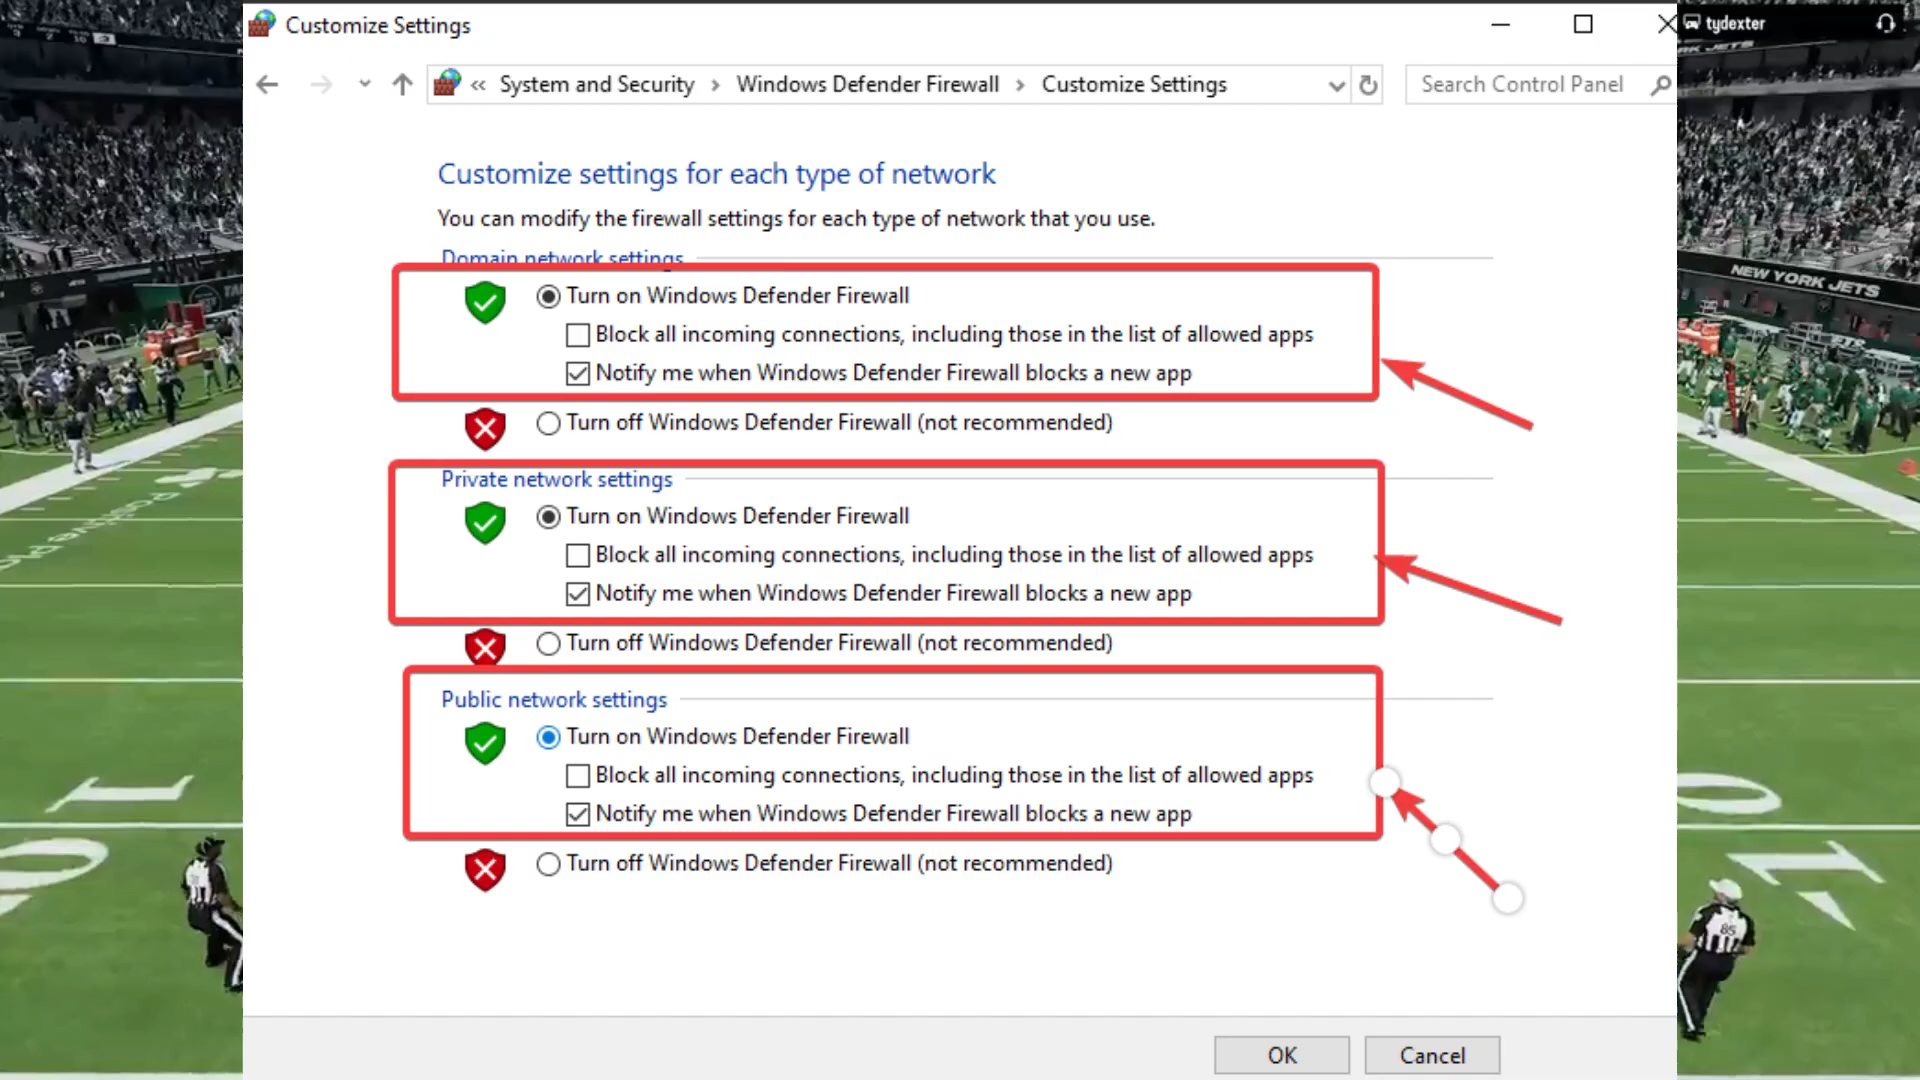 Customize Settings
tydexter
« System and Security › Windows Defender Firewall › Customize Settings
Search Control Panel
Customize settings for each type of network
You can modify the firewall settings for each type of network that you use.
Domain network settings
Turn on Windows Defender Firewall
Block all incoming connections, including those in the list of allowed apps
Notify me when Windows Defender Firewall blocks a new app
Turn off Windows Defender Firewall (not recommended)
Private network settings
Turn on Windows Defender Firewall
Block all incoming connections, including those in the list of allowed apps
Notify me when Windows Defender Firewall blocks a new app
Turn off Windows Defender Firewall (not recommended)
Public network settings
Turn on Windows Defender Firewall
Block all incoming connections, including those in the list of allowed apps
Notify me when Windows Defender Firewall blocks a new app
Turn off Windows Defender Firewall (not recommended)
OK
Cancel
NEW YORK JETS
JETS
1
0
0
1
85